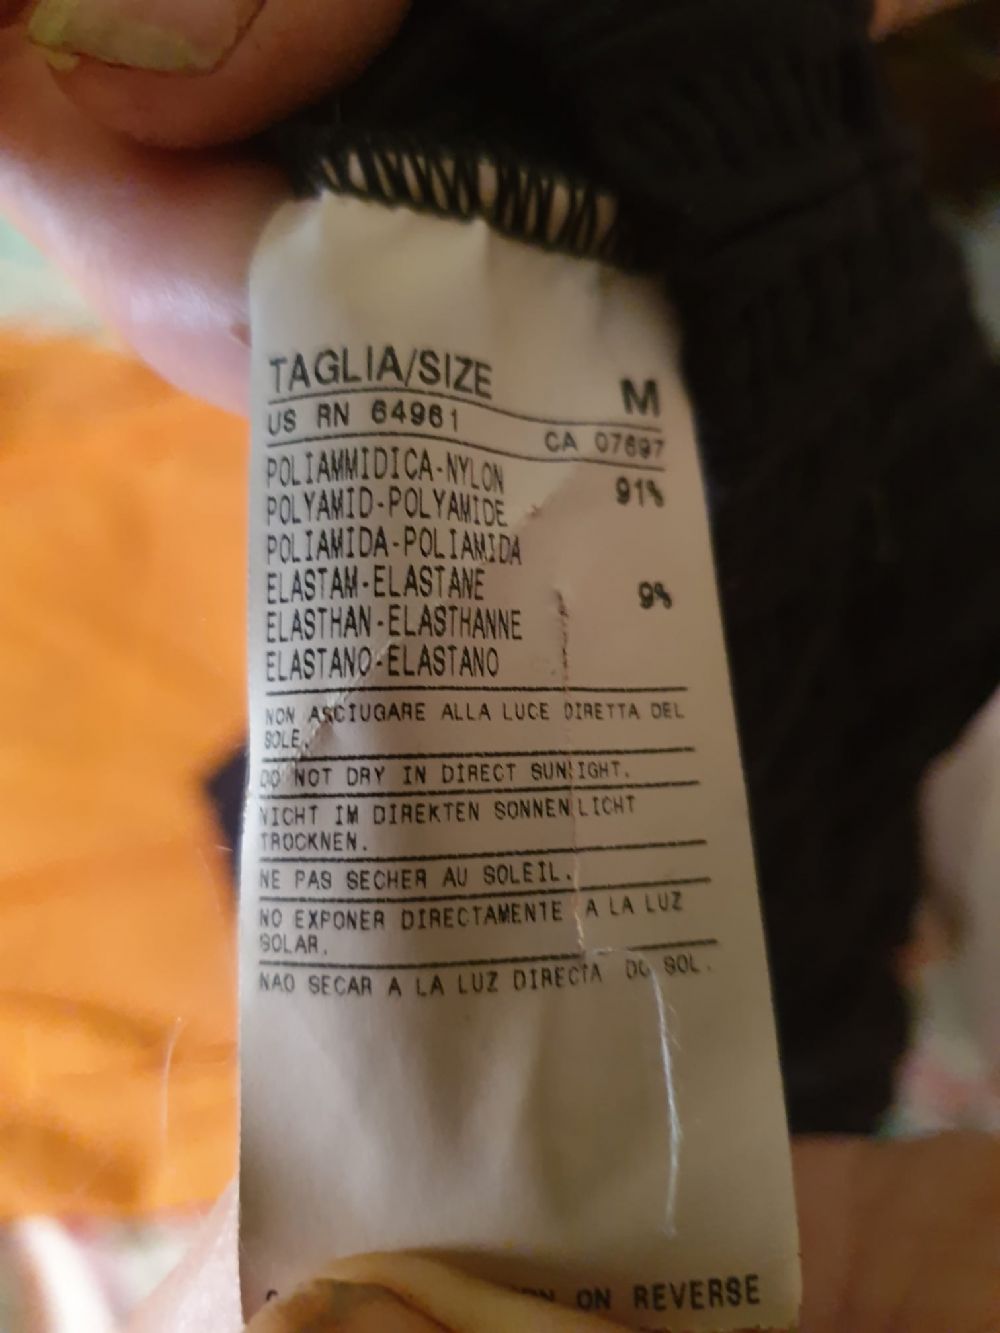 TAGLIA/SIZE M
US RN 64961 CA 07697
POLIAMMIDICA-NYLON 91%
POLYAMID-POLYAMIDE
POLIAMIDA-POLIAMIDA
ELASTAM-ELASTANE 9%
ELASTHAN-ELASTHANNE
ELASTANO-ELASTANO
NON ASCIUGARE ALLA LUCE DIRETTA DEL
SOLE.
DO NOT DRY IN DIRECT SUNLIGHT.
NICHT IM DIREKTEN SONNENLICHT
TROCKNEN.
NE PAS SECHER AU SOLEIL.
NO EXPONER DIRECTAMENTE A LA LUZ
SOLAR.
NAO SECAR A LA LUZ DIRECTA DO SOL.
ON REVERSE